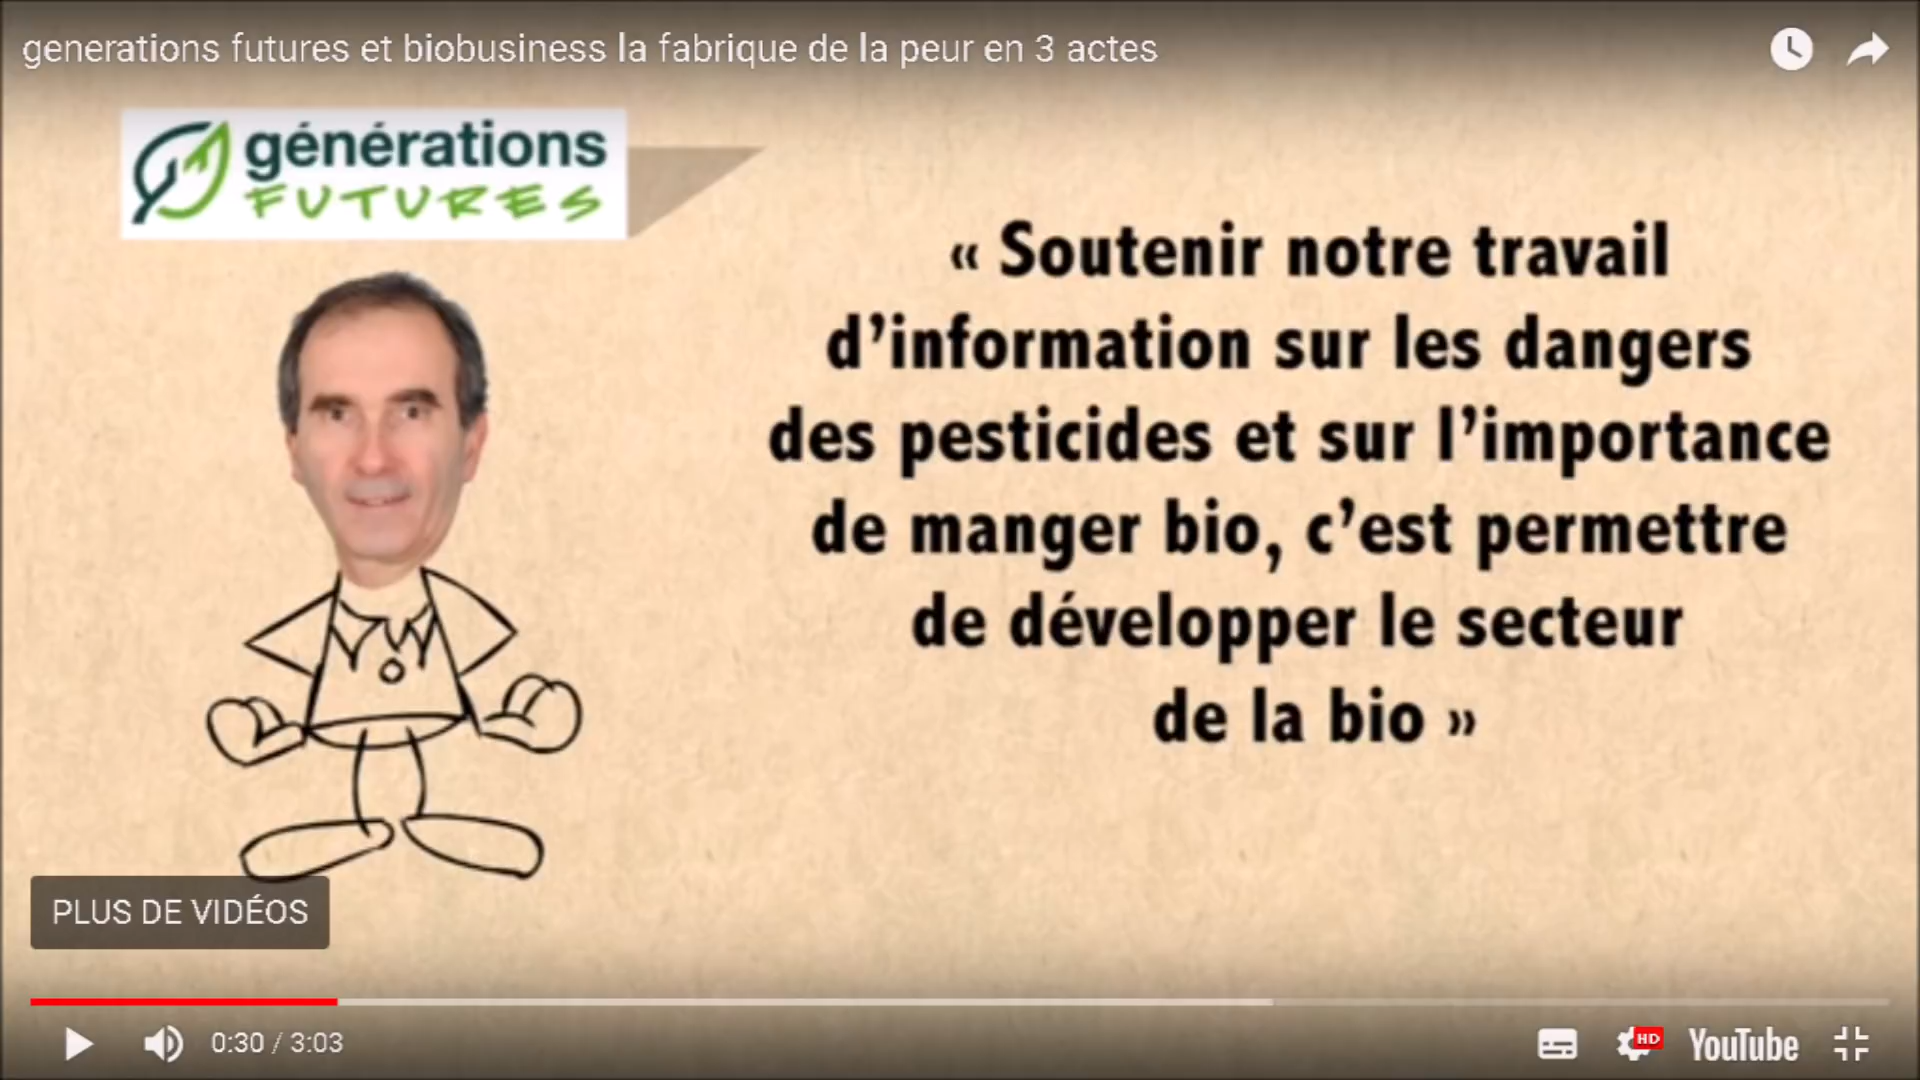 generations futures et biobusiness la fabrique de la peur en 3 actes
générations
FUTURES
« Soutenir notre travail
d’information sur les dangers
des pesticides et sur l’importance
de manger bio, c’est permettre
de développer le secteur
de la bio »
PLUS DE VIDÉOS
0:30 / 3:03
HD
YouTube